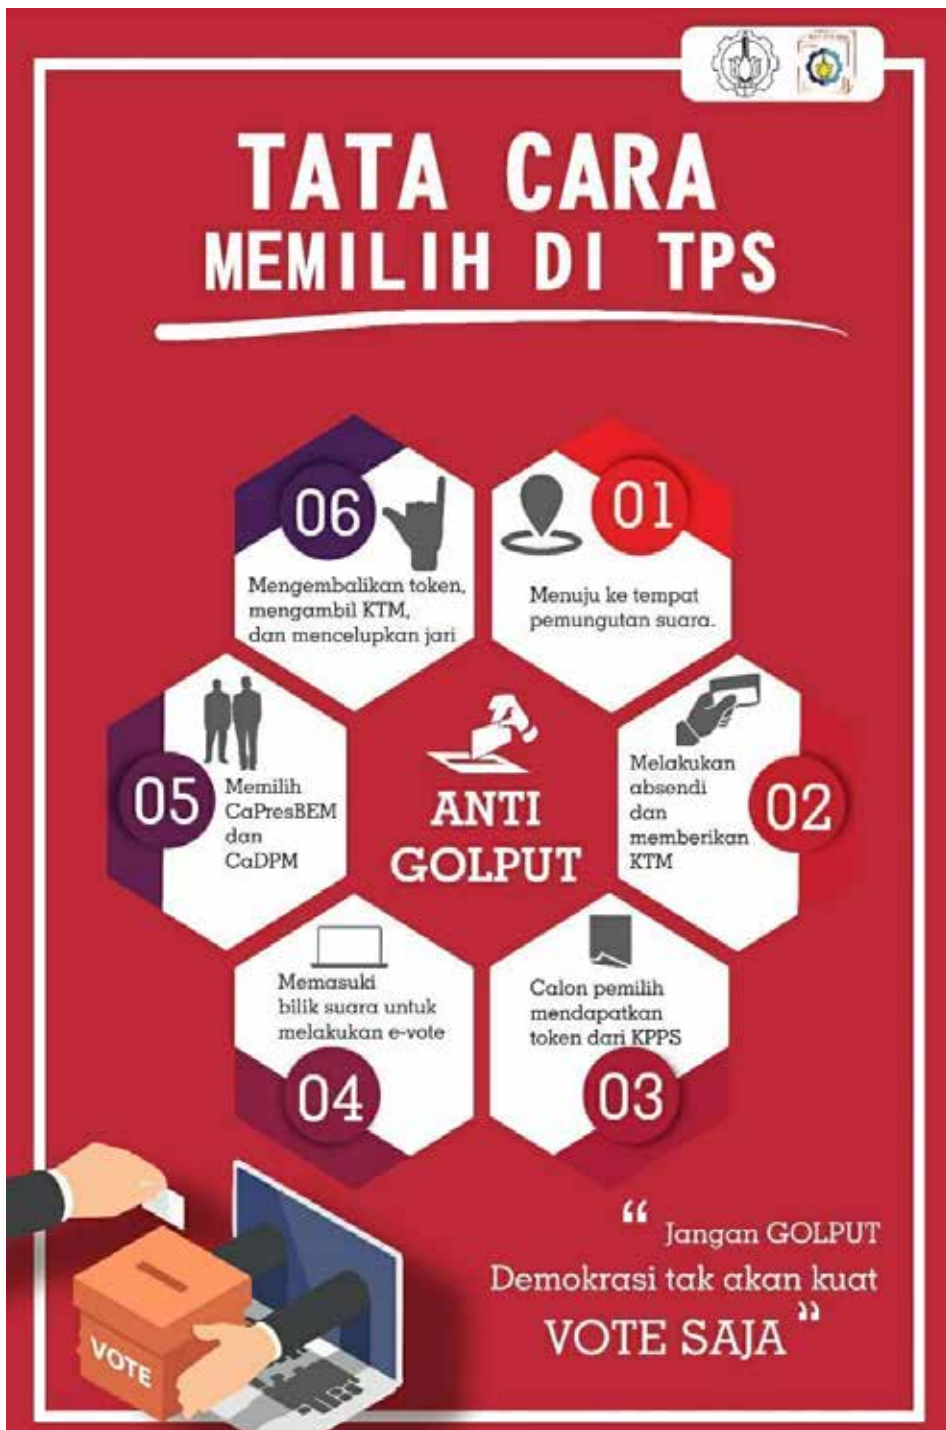 TATA CARA
MEMILIH DI TPS
01
Menuju ke tempat
pemungutan suara.
02
Melakukan
absendi
dan
memberikan
KTM
03
Calon pemilih
mendapatkan
token dari KPPS
04
Memasuki
bilik suara untuk
melakukan e-vote
05
Memilih
CaPresBEM
dan
CaDPM
06
Mengembalikan token,
mengambil KTM,
dan mencelupkan jari
ANTI
GOLPUT
VOTE
“ Jangan GOLPUT
Demokrasi tak akan kuat
VOTE SAJA ”